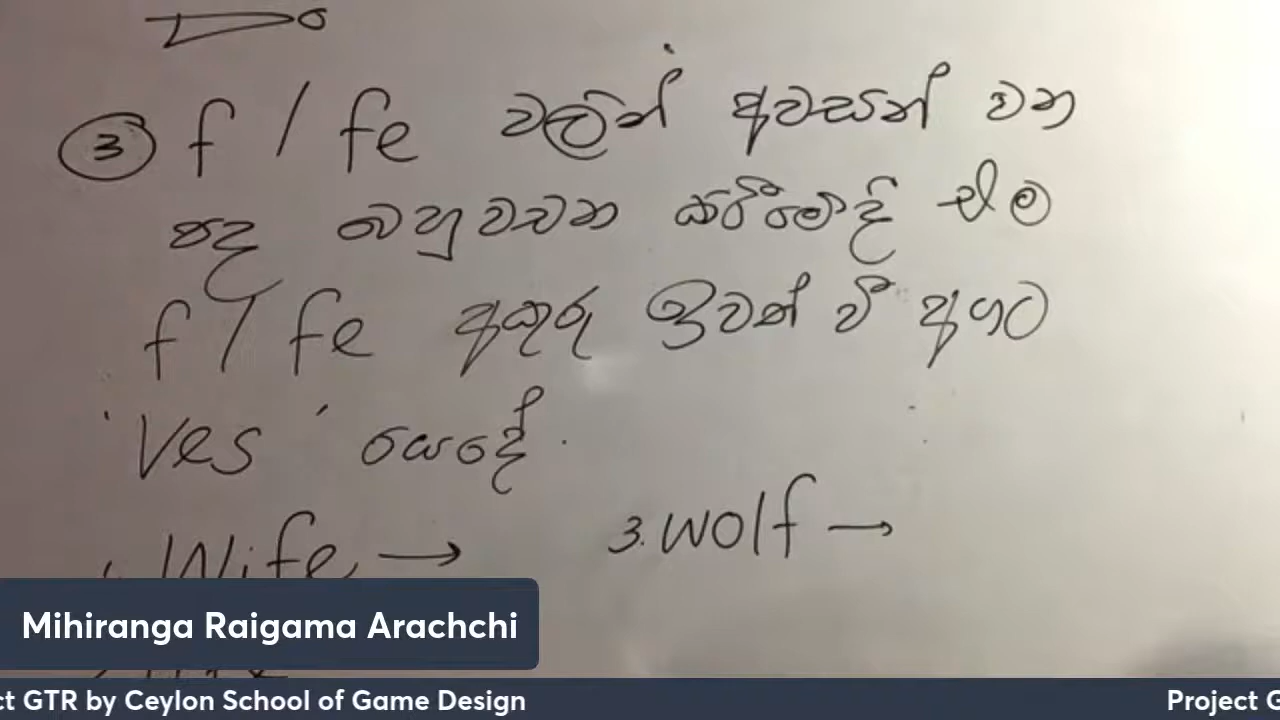 ③ f / fe වලින් අවසන් වන
පද බහුවචන කිරීමේදී එම
f / fe අකුරු ඉවත් වී අගට
'Ves' යෙදේ.
1. Wife →
3. wolf →
Mihiranga Raigama Arachchi
ct GTR by Ceylon School of Game Design
Project G